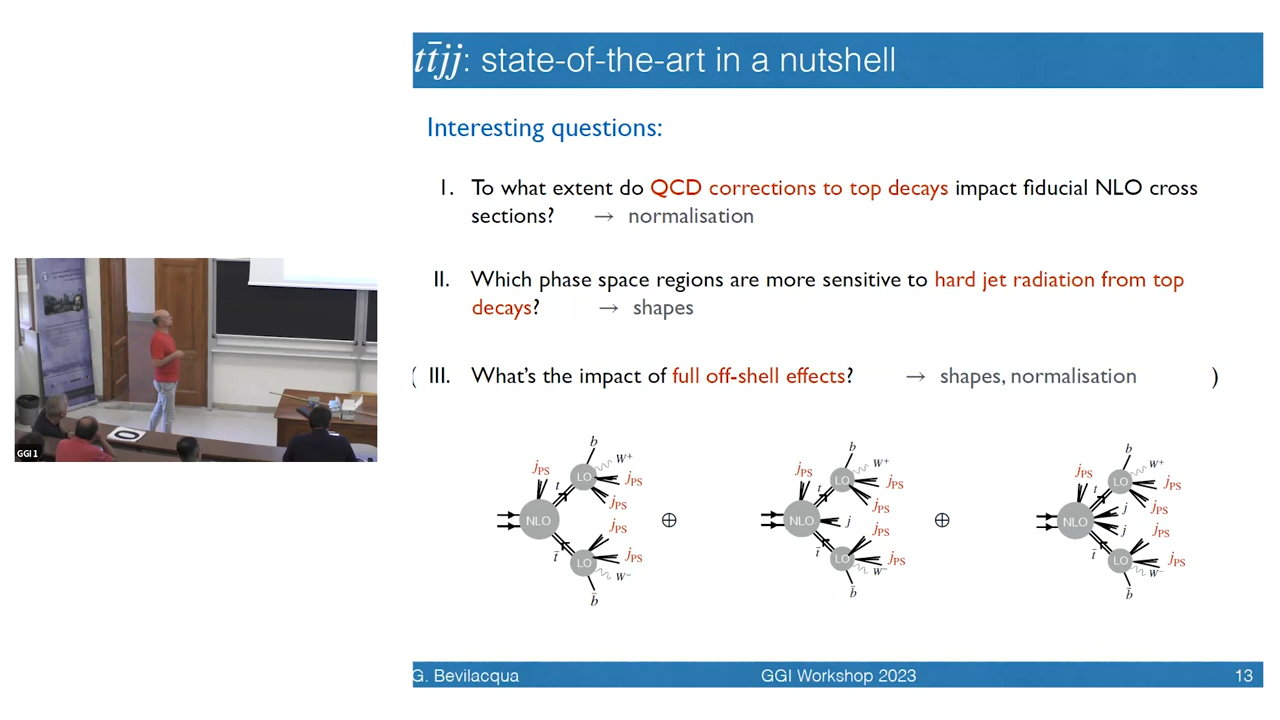 tt̄jj: state-of-the-art in a nutshell
Interesting questions:
I. To what extent do QCD corrections to top decays impact fiducial NLO cross
sections? → normalisation
II. Which phase space regions are more sensitive to hard jet radiation from top
decays? → shapes
( III. What's the impact of full off-shell effects? → shapes, normalisation )
b W+ jPS LO jPS t jPS NLO jPS t̄ LO jPS W− b̄
⊕
b W+ jPS LO jPS t jPS NLO j jPS t̄ LO jPS W− b̄
⊕
b W+ jPS LO jPS t j jPS NLO j jPS t̄ LO jPS W− b̄
GGI 1
G. Bevilacqua GGI Workshop 2023 13